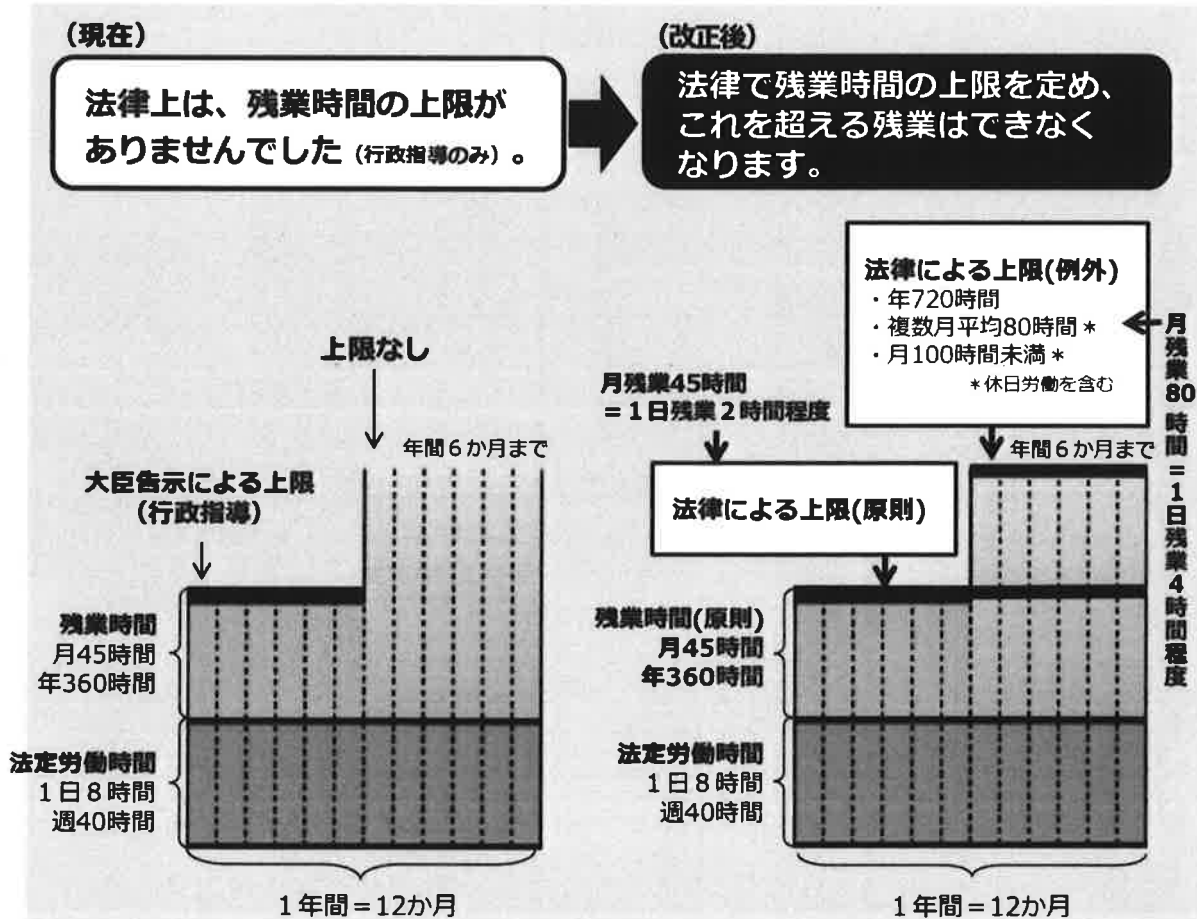 (現在)
法律上は、残業時間の上限が
ありませんでした（行政指導のみ）。
(改正後)
法律で残業時間の上限を定め、
これを超える残業はできなく
なります。
上限なし
年間６か月まで
大臣告示による上限
（行政指導）
残業時間
月45時間
年360時間
法定労働時間
１日８時間
週40時間
１年間＝12か月
法律による上限(例外)
・年720時間
・複数月平均80時間＊
・月100時間未満＊
＊休日労働を含む
月残業80時間＝１日残業４時間程度
月残業45時間
＝１日残業２時間程度
年間６か月まで
法律による上限(原則)
残業時間(原則)
月45時間
年360時間
法定労働時間
１日８時間
週40時間
１年間＝12か月